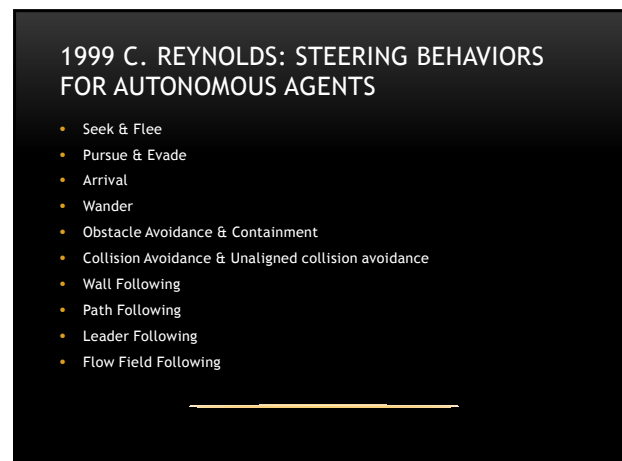 1999 C. REYNOLDS: STEERING BEHAVIORS
FOR AUTONOMOUS AGENTS
• Seek & Flee
• Pursue & Evade
• Arrival
• Wander
• Obstacle Avoidance & Containment
• Collision Avoidance & Unaligned collision avoidance
• Wall Following
• Path Following
• Leader Following
• Flow Field Following